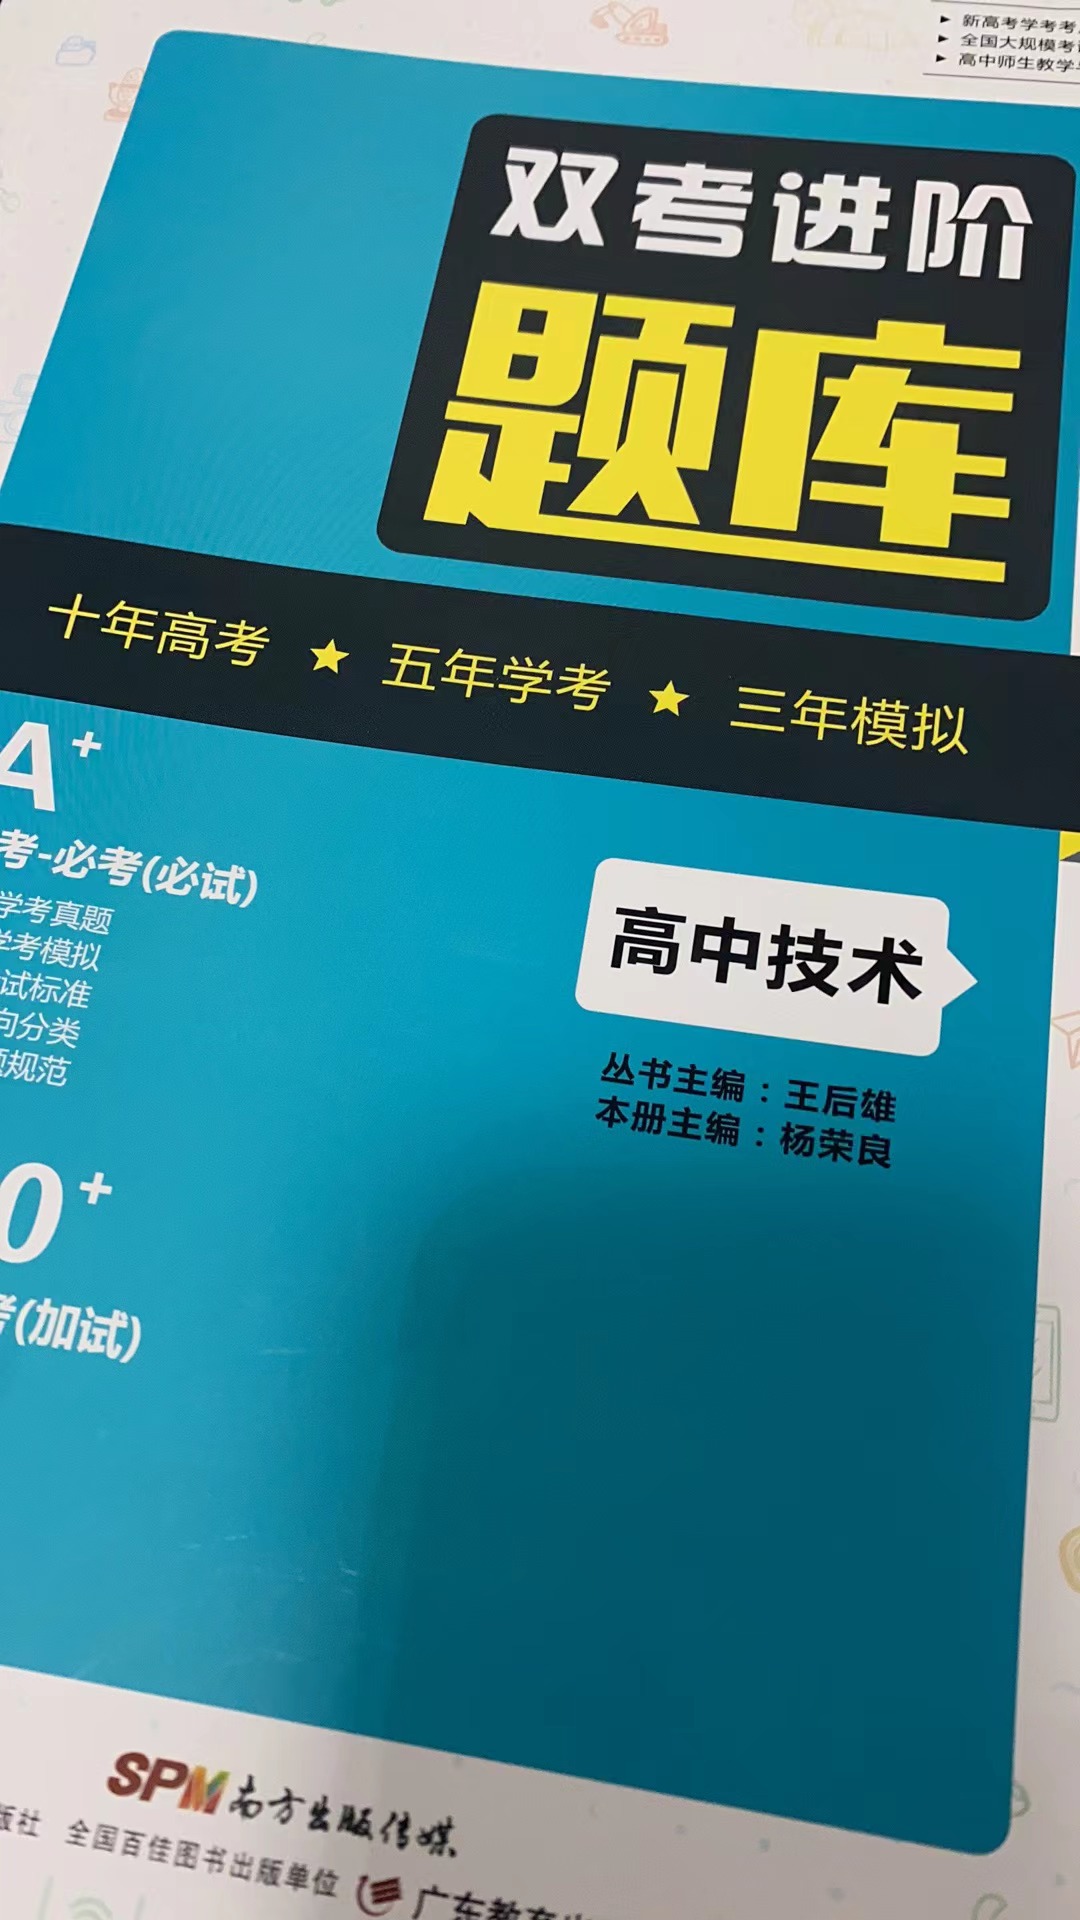 新高考学考考
全国大规模考
高中师生教学
双考进阶
题库
十年高考 ★ 五年学考 ★ 三年模拟
A+
考-必考(必试)
学考真题
学考模拟
试标准
向分类
题规范
高中技术
丛书主编：王后雄
本册主编：杨荣良
0+
考(加试)
SPM 南方出版传媒
版社 全国百佳图书出版单位 广东教育出